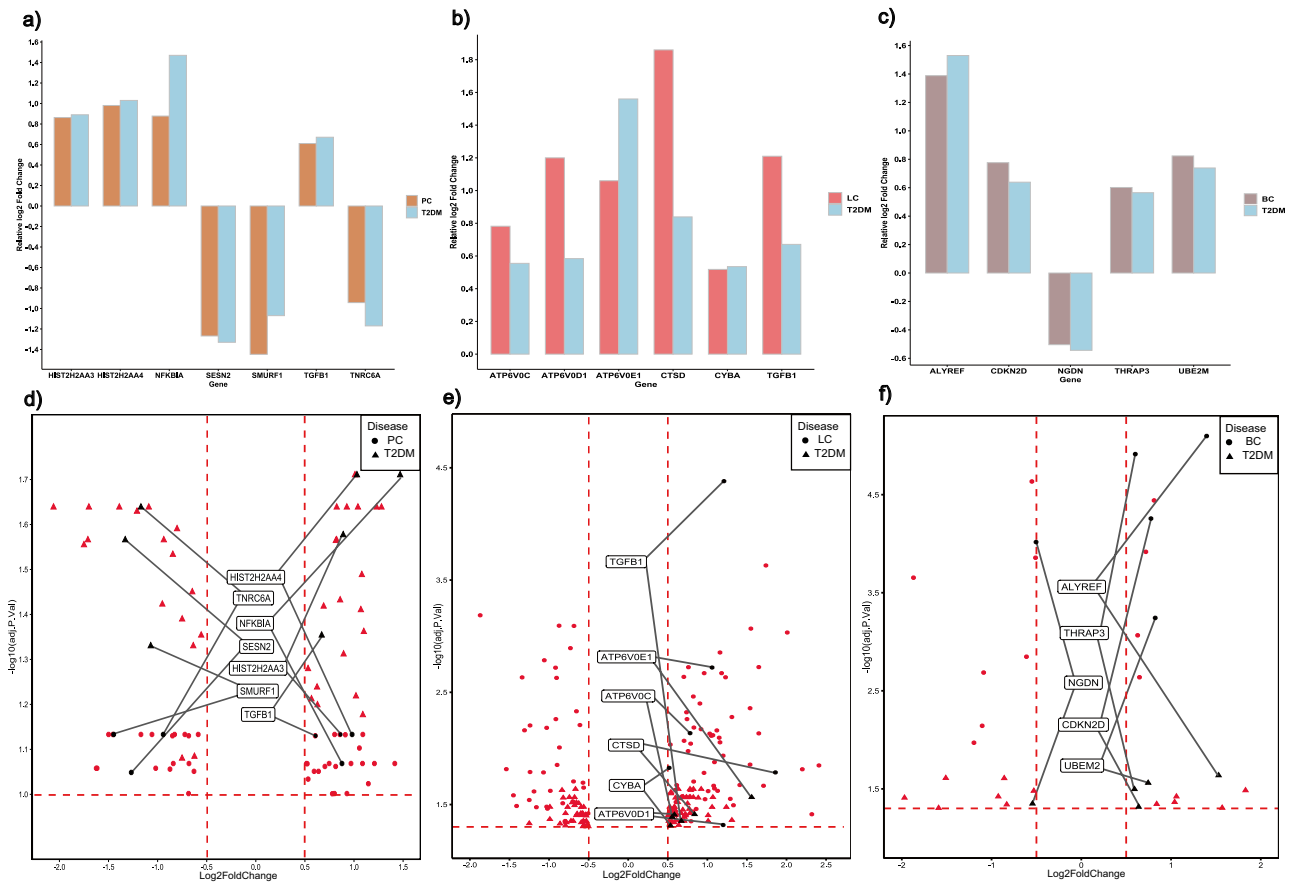 a)
1.6
1.4
1.2
1.0
0.8
0.6
0.4
0.2
0.0
-0.2
-0.4
-0.6
-0.8
-1.0
-1.2
-1.4
Relative log2 Fold Change
HIST2H2AA3 HIST2H2AA4 NFKBIA SESN2 SMURF1 TGFB1 TNRC6A
Gene
PC
T2DM
b)
1.8
1.6
1.4
1.2
1.0
0.8
0.6
0.4
0.2
0.0
Relative log2 Fold Change
ATP6V0C ATP6V0D1 ATP6V0E1 CTSD CYBA TGFB1
Gene
LC
T2DM
c)
1.6
1.4
1.2
1.0
0.8
0.6
0.4
0.2
0.0
-0.2
-0.4
-0.6
Relative log2 Fold Change
ALYREF CDKN2D NGDN THRAP3 UBE2M
Gene
BC
T2DM
d)
Disease
PC
T2DM
1.7
1.6
1.5
1.4
1.3
1.2
1.1
1.0
-log10(adj.P.Val)
HIST2H2AA4
TNRC6A
NFKBIA
SESN2
HIST2H2AA3
SMURF1
TGFB1
-2.0 -1.5 -1.0 -0.5 0.0 0.5 1.0 1.5
Log2FoldChange
e)
Disease
LC
T2DM
4.5
3.5
2.5
1.5
-log10(adj.P.Val)
TGFB1
ATP6V0E1
ATP6V0C
CTSD
CYBA
ATP6V0D1
-2.0 -1.5 -1.0 -0.5 0.0 0.5 1.0 1.5 2.0 2.5
Log2FoldChange
f)
Disease
BC
T2DM
4.5
3.5
2.5
1.5
-log10(adj.P.Val)
ALYREF
THRAP3
NGDN
CDKN2D
UBEM2
-2 -1 0 1 2
Log2FoldChange